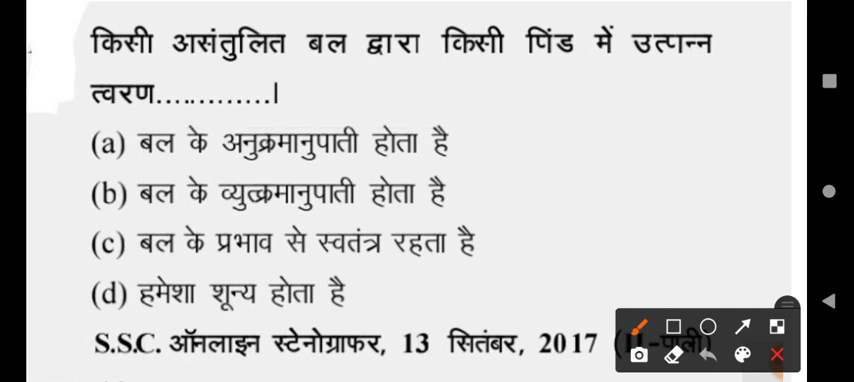 किसी असंतुलित बल द्वारा किसी पिंड में उत्पन्न
त्वरण.............।
(a) बल के अनुक्रमानुपाती होता है
(b) बल के व्युत्क्रमानुपाती होता है
(c) बल के प्रभाव से स्वतंत्र रहता है
(d) हमेशा शून्य होता है
S.S.C. ऑनलाइन स्टेनोग्राफर, 13 सितंबर, 2017 (II-पाली)